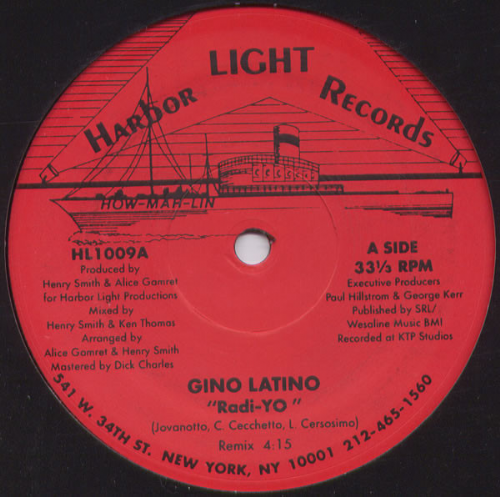 Harbor LIGHT Records
HOW-MAH-LIN
HL1009A
Produced by
Henry Smith & Alice Gamret
for Harbor Light Productions
Mixed by
Henry Smith & Ken Thomas
Arranged by
Alice Gamret & Henry Smith
Mastered by Dick Charles
A SIDE
33⅓ RPM
Executive Producers
Paul Hillstrom & George Kerr
Published by SRL/
Wesaline Music BMI
Recorded at KTP Studios
GINO LATINO
"Radi-YO"
(Jovanotto, C. Cecchetto, L. Cersosimo)
Remix 4:15
541 W. 34TH ST. NEW YORK, NY 10001 212-465-1560